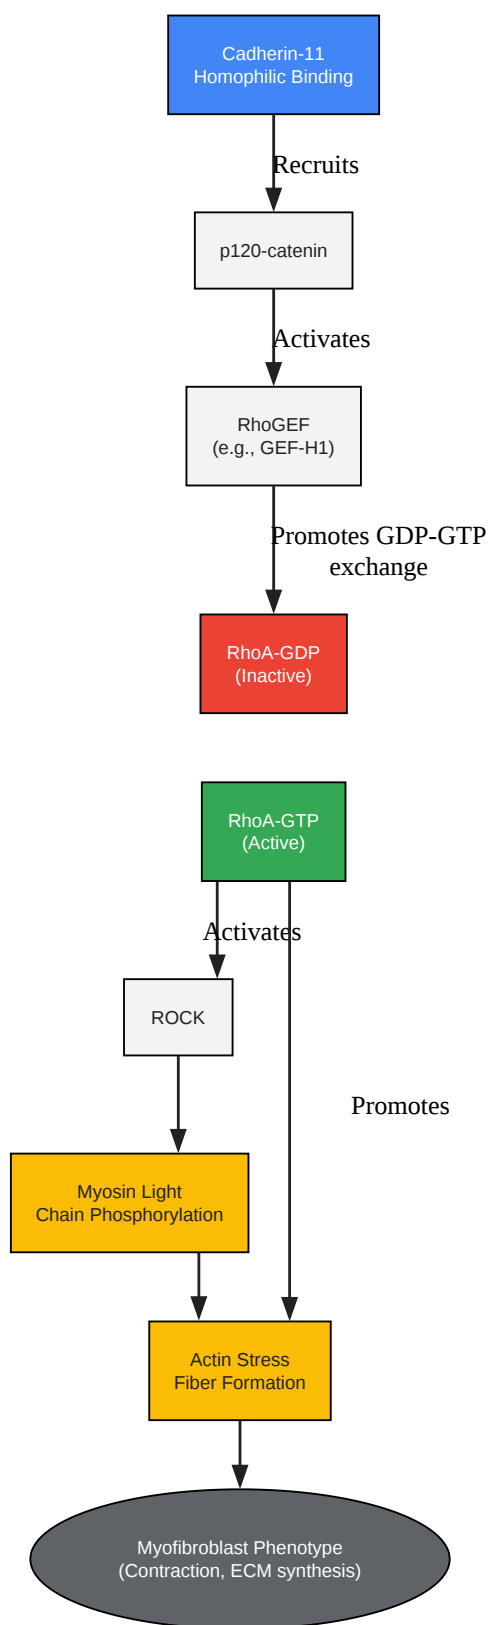 Cadherin-11
Homophilic Binding
Recruits
p120-catenin
Activates
RhoGEF
(e.g., GEF-H1)
Promotes GDP-GTP
exchange
RhoA-GDP
(Inactive)
RhoA-GTP
(Active)
Activates
ROCK
Promotes
Myosin Light
Chain Phosphorylation
Actin Stress
Fiber Formation
Myofibroblast Phenotype
(Contraction, ECM synthesis)